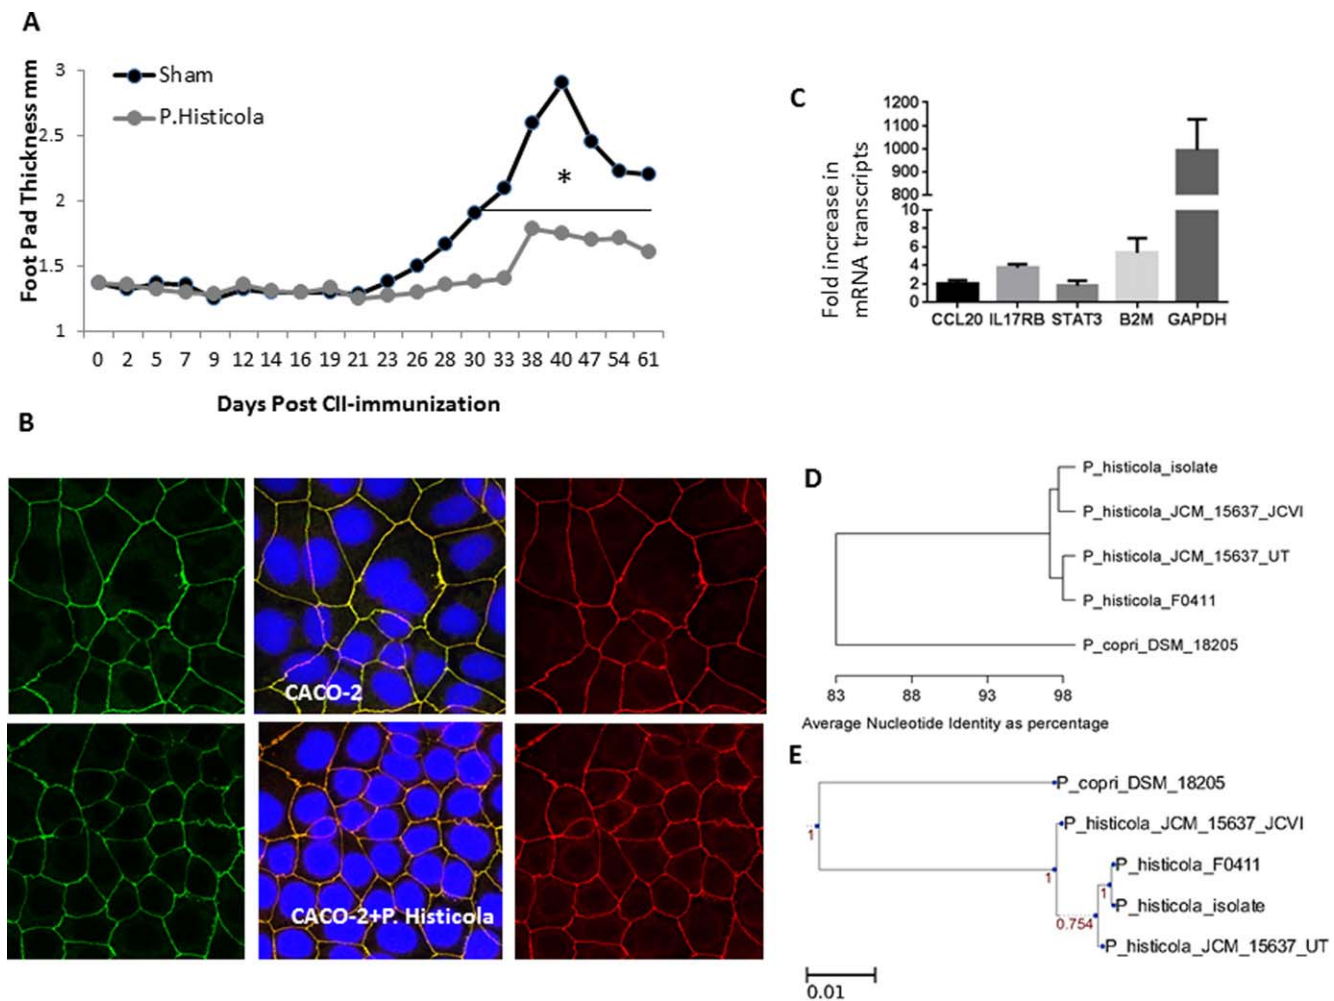 A
Foot Pad Thickness mm
3
2.5
2
1.5
1
Sham
P.Histicola
*
0 2 5 7 9 12 14 16 21 23 26 28 30 33 38 40 47 54 61
Days Post CII-immunization
B
CACO-2
CACO-2+P. Histicola
C
Fold increase in
mRNA transcripts
1200
1100
1000
900
800
10
8
6
4
2
0
CCL20 IL17RB STAT3 B2M GAPDH
D
P_histicola_isolate
P_histicola_JCM_15637_JCVI
P_histicola_JCM_15637_UT
P_histicola_F0411
P_copri_DSM_18205
83 88 93 98
Average Nucleotide Identity as percentage
E
P_copri_DSM_18205
1
P_histicola_JCM_15637_JCVI
P_histicola_F0411
1
1
P_histicola_isolate
0.754
P_histicola_JCM_15637_UT
0.01